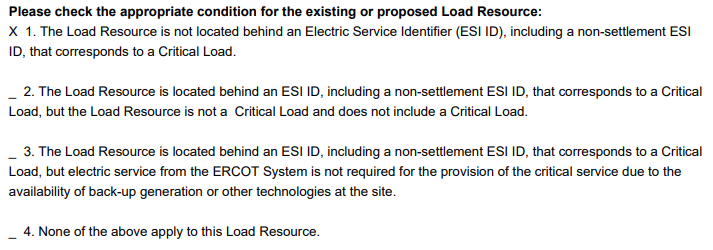 Please check the appropriate condition for the existing or proposed Load Resource:
X 1. The Load Resource is not located behind an Electric Service Identifier (ESI ID), including a non-settlement ESI
ID, that corresponds to a Critical Load.
_ 2. The Load Resource is located behind an ESI ID, including a non-settlement ESI ID, that corresponds to a Critical
Load, but the Load Resource is not a Critical Load and does not include a Critical Load.
_ 3. The Load Resource is located behind an ESI ID, including a non-settlement ESI ID, that corresponds to a Critical
Load, but electric service from the ERCOT System is not required for the provision of the critical service due to the
availability of back-up generation or other technologies at the site.
_ 4. None of the above apply to this Load Resource.